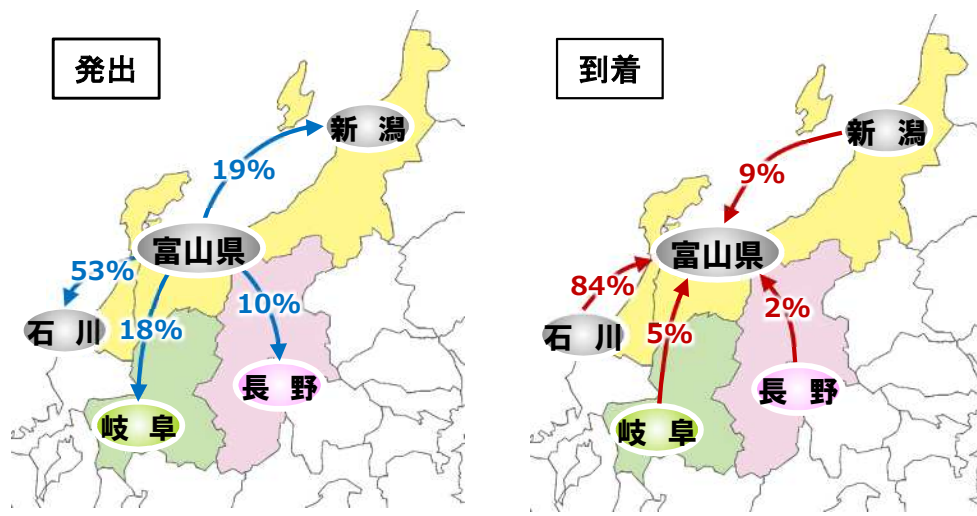 発出
新潟
19%
富山県
53%
石川
18%
10%
長野
岐阜
到着
新潟
9%
富山県
84%
石川
5%
2%
長野
岐阜